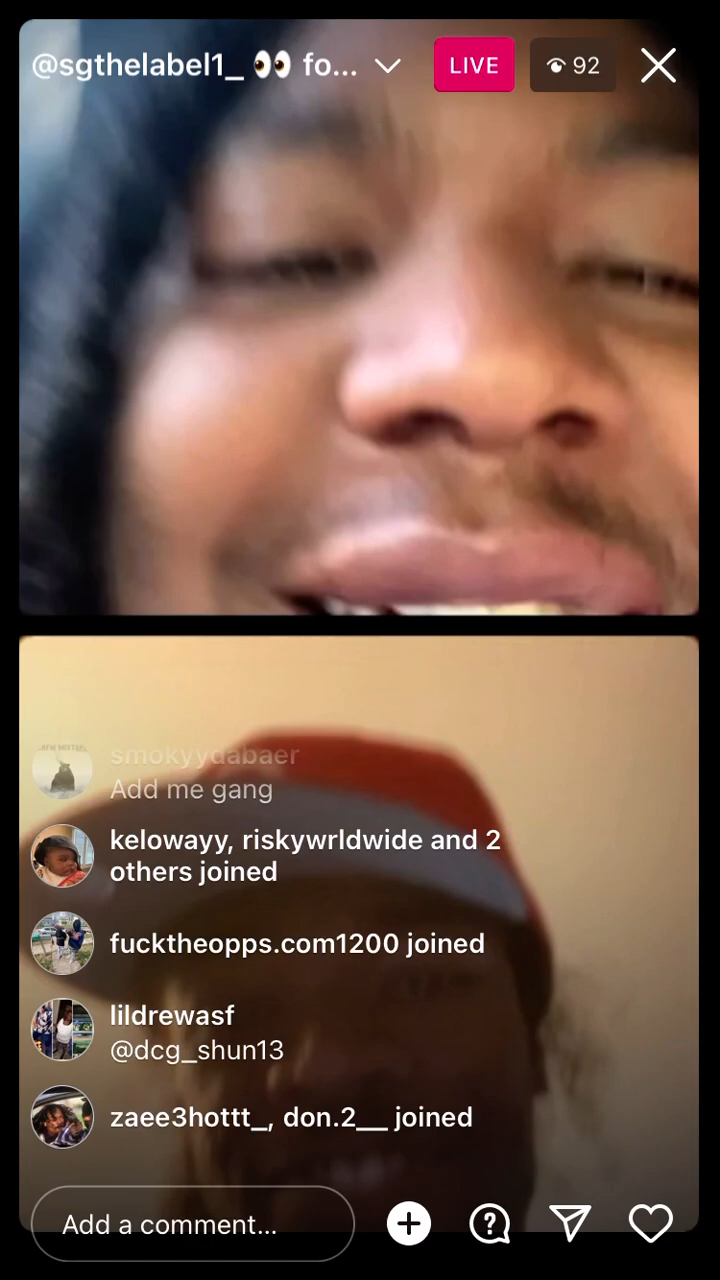 @sgthelabel1_ 👀 fo...
LIVE
92
smokyydabaer
Add me gang
kelowayy, riskywrldwide and 2
others joined
fucktheopps.com1200 joined
lildrewasf
@dcg_shun13
zaee3hottt_, don.2__ joined
Add a comment...